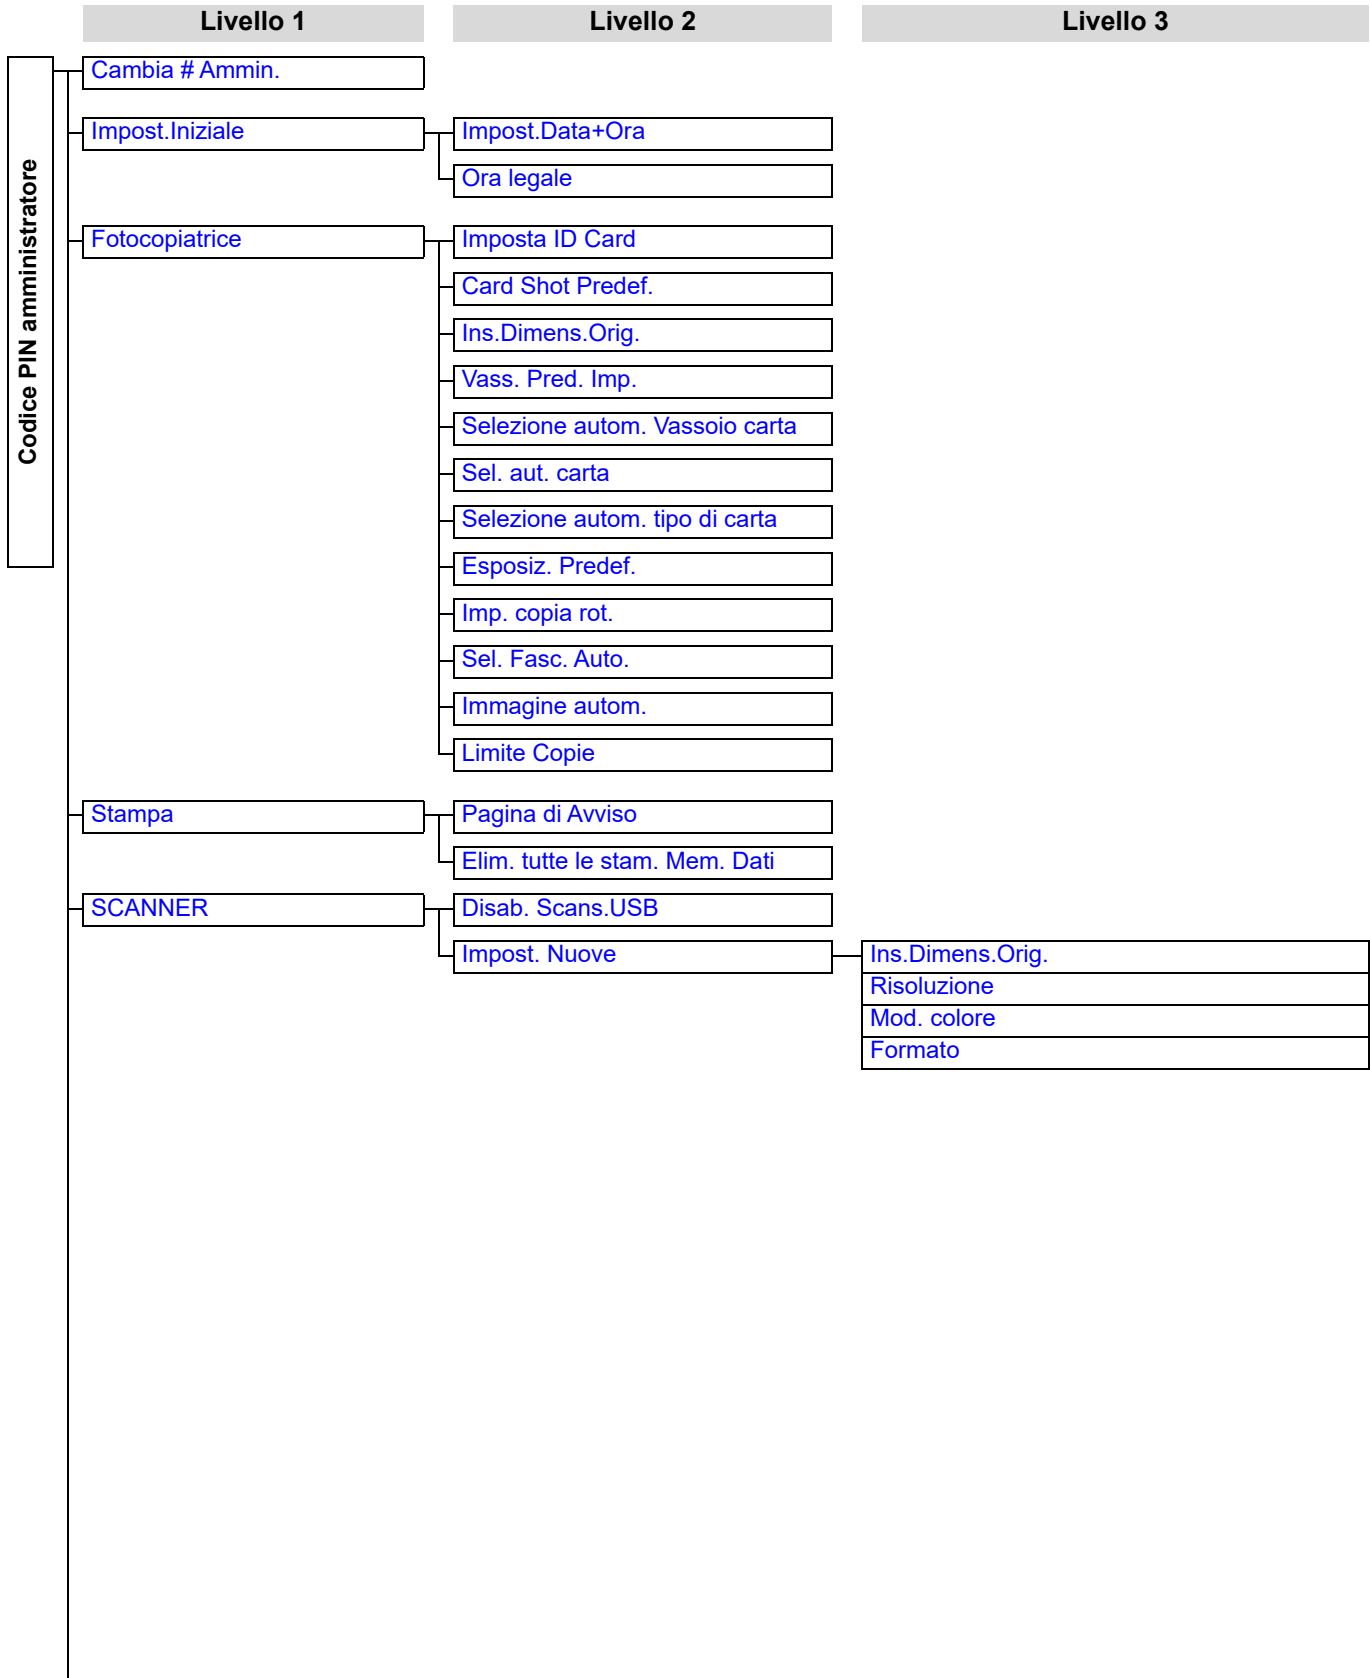 Livello 1
Livello 2
Livello 3
Codice PIN amministratore
Cambia # Ammin.
Impost.Iniziale
Impost.Data+Ora
Ora legale
Fotocopiatrice
Imposta ID Card
Card Shot Predef.
Ins.Dimens.Orig.
Vass. Pred. Imp.
Selezione autom. Vassoio carta
Sel. aut. carta
Selezione autom. tipo di carta
Esposiz. Predef.
Imp. copia rot.
Sel. Fasc. Auto.
Immagine autom.
Limite Copie
Stampa
Pagina di Avviso
Elim. tutte le stam. Mem. Dati
SCANNER
Disab. Scans.USB
Impost. Nuove
Ins.Dimens.Orig.
Risoluzione
Mod. colore
Formato